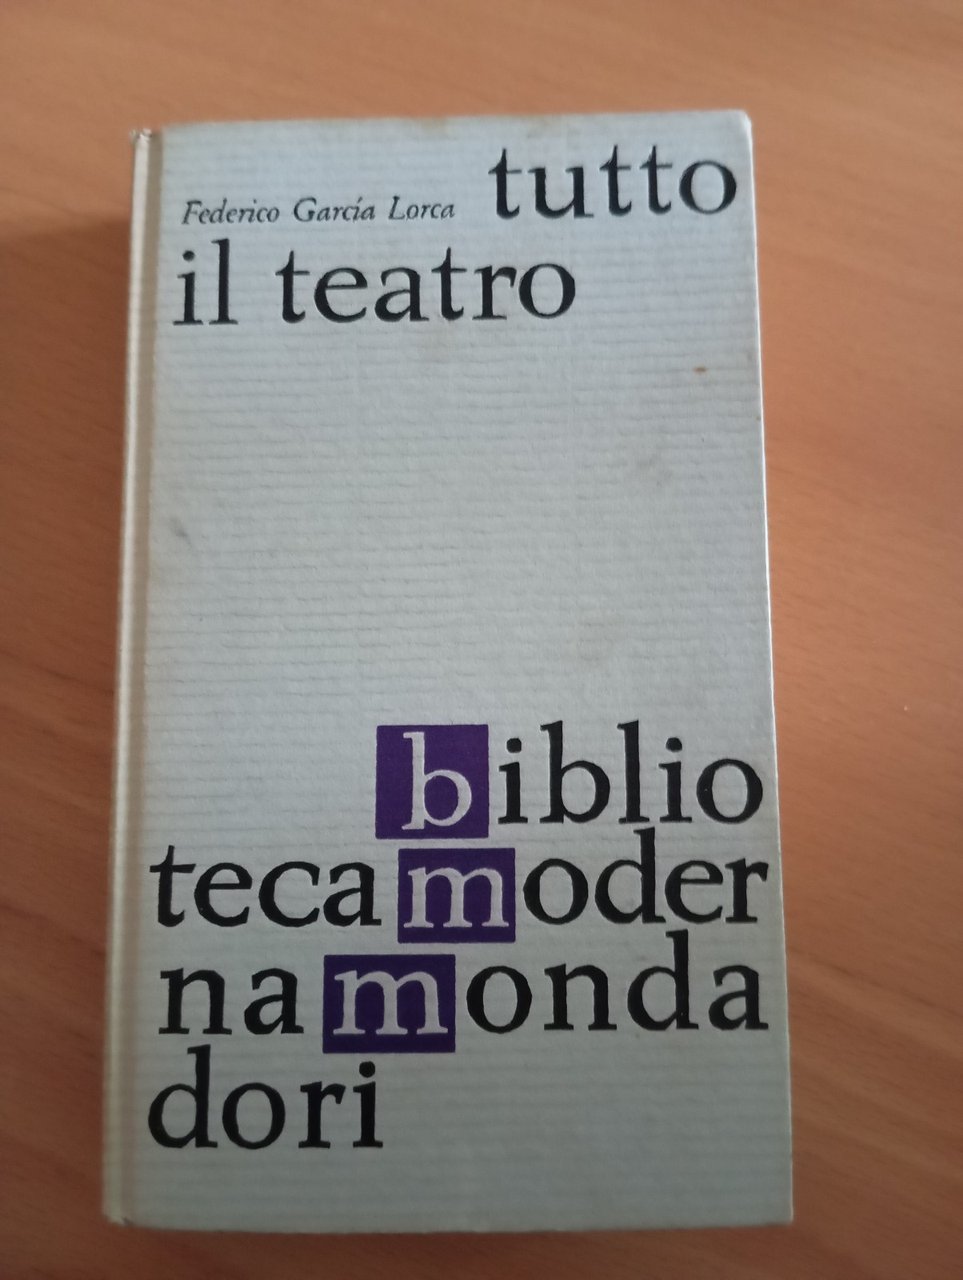 Federico García Lorca tutto
il teatro
biblio
tecamoder
namonda
dori